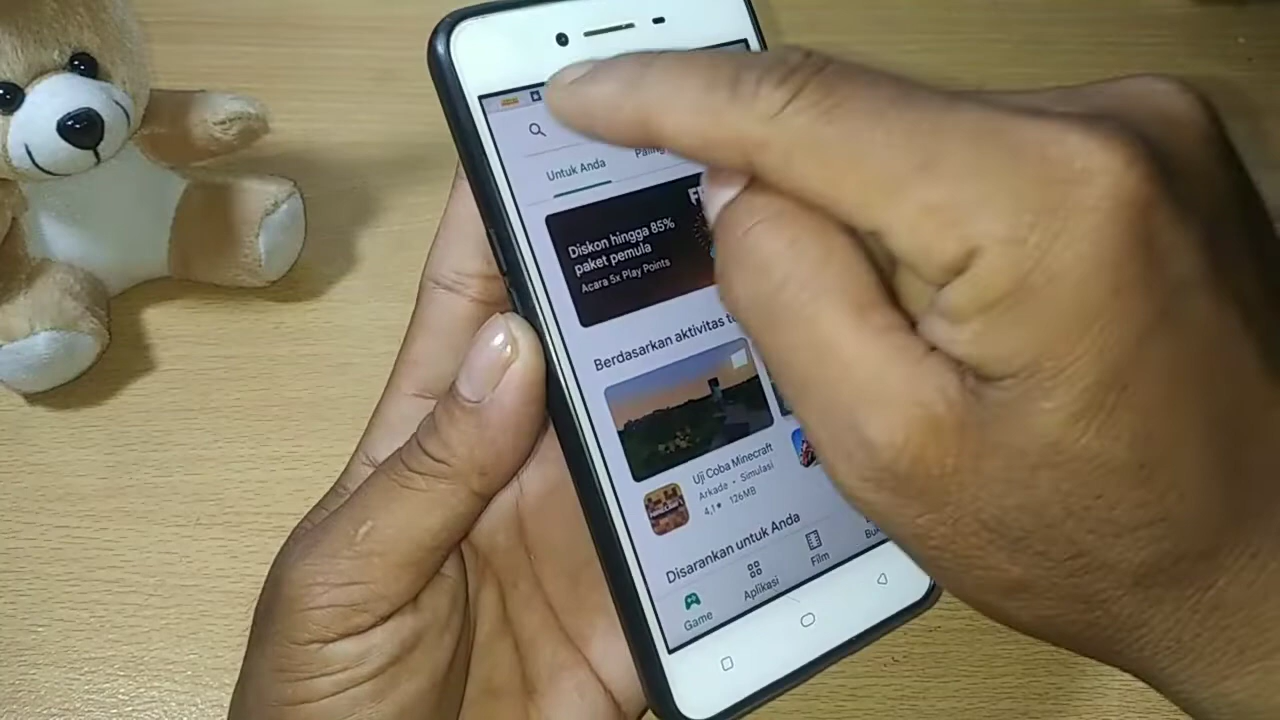 Untuk Anda
Diskon hingga 85%
paket pemula
Acara 5x Play Points
Berdasarkan aktivitas
Uji Coba Minecraft
Arkade • Simulasi
4,1★ 126MB
Disarankan untuk Anda
Game
Aplikasi
Film